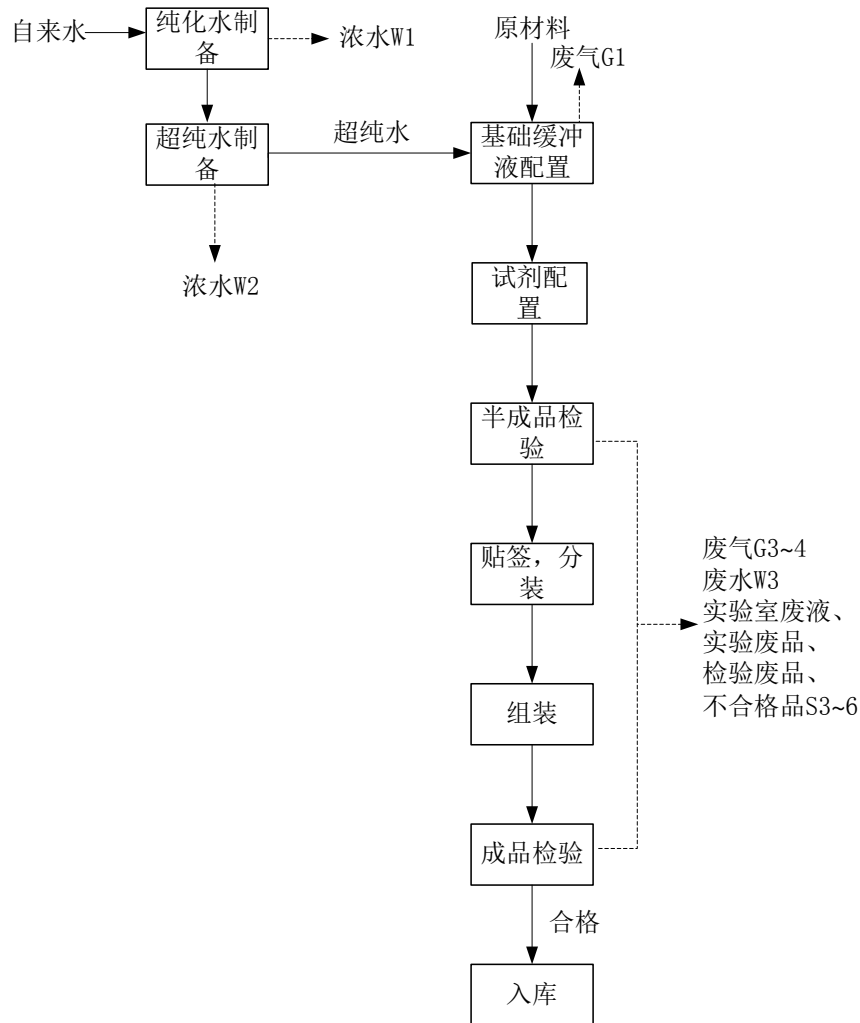 自来水
纯化水制
备
浓水W1
原材料
废气G1
超纯水制
备
超纯水
基础缓冲
液配置
浓水W2
试剂配
置
半成品检
验
贴签，分
装
废气G3~4
废水W3
实验室废液、
实验废品、
检验废品、
不合格品S3~6
组装
成品检验
合格
入库